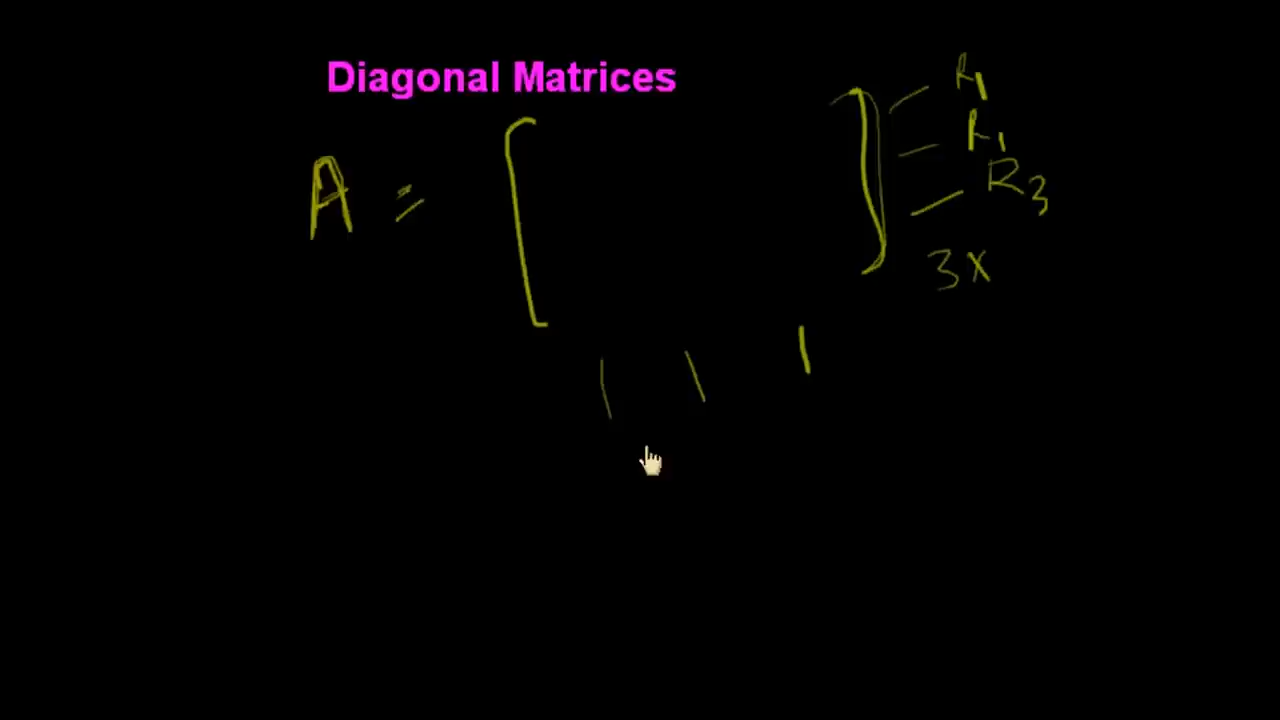 Diagonal Matrices
R1
A = [ ] R1
R3
3x